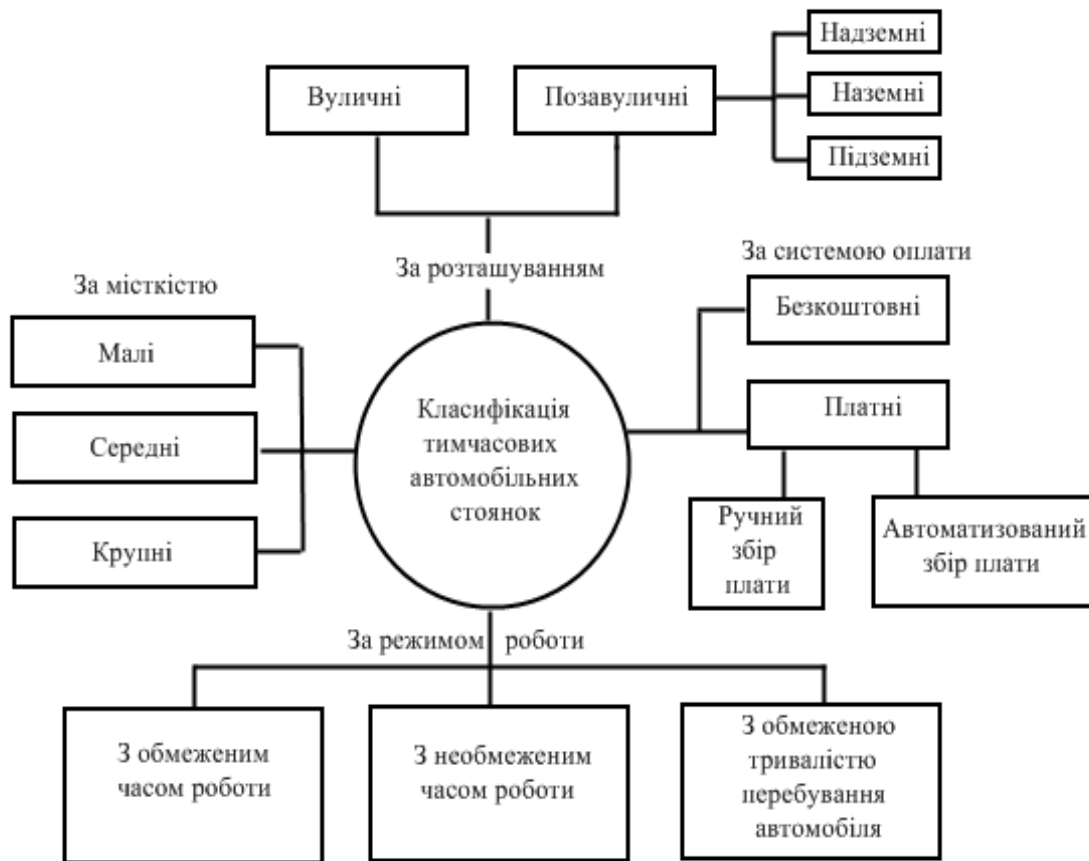 Надземні
Вуличні
Позавуличні
Наземні
Підземні
За розташуванням
За системою оплати
За місткістю
Безкоштовні
Малі
Платні
Середні
Класифікація
тимчасових
автомобільних
стоянок
Крупні
Ручний
збір
плати
Автоматизований
збір плати
За режимом роботи
З обмеженим
часом роботи
З необмеженим
часом роботи
З обмеженою
тривалістю
перебування
автомобіля